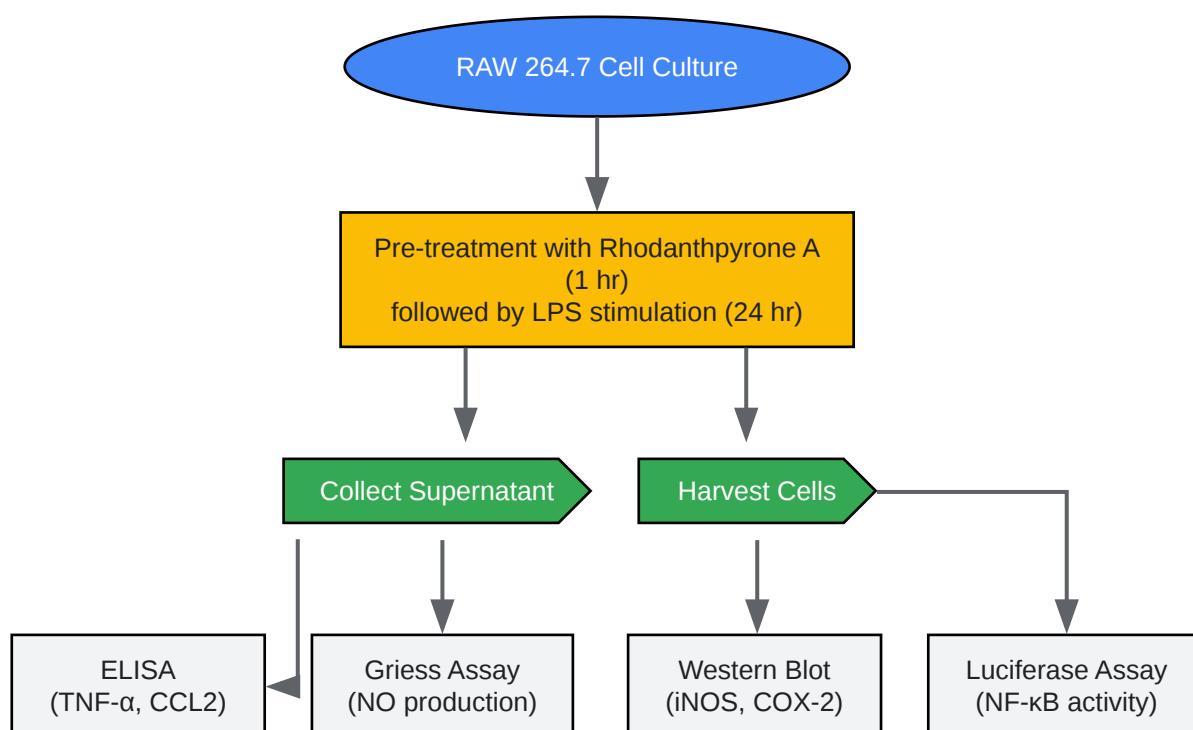 RAW 264.7 Cell Culture
Pre-treatment with Rhodanthpyrone A
(1 hr)
followed by LPS stimulation (24 hr)
Collect Supernatant
Harvest Cells
ELISA
(TNF-α, CCL2)
Griess Assay
(NO production)
Western Blot
(iNOS, COX-2)
Luciferase Assay
(NF-κB activity)